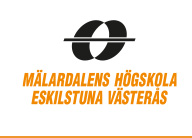 MÄLARDALENS HÖGSKOLA
ESKILSTUNA VÄSTERÅS